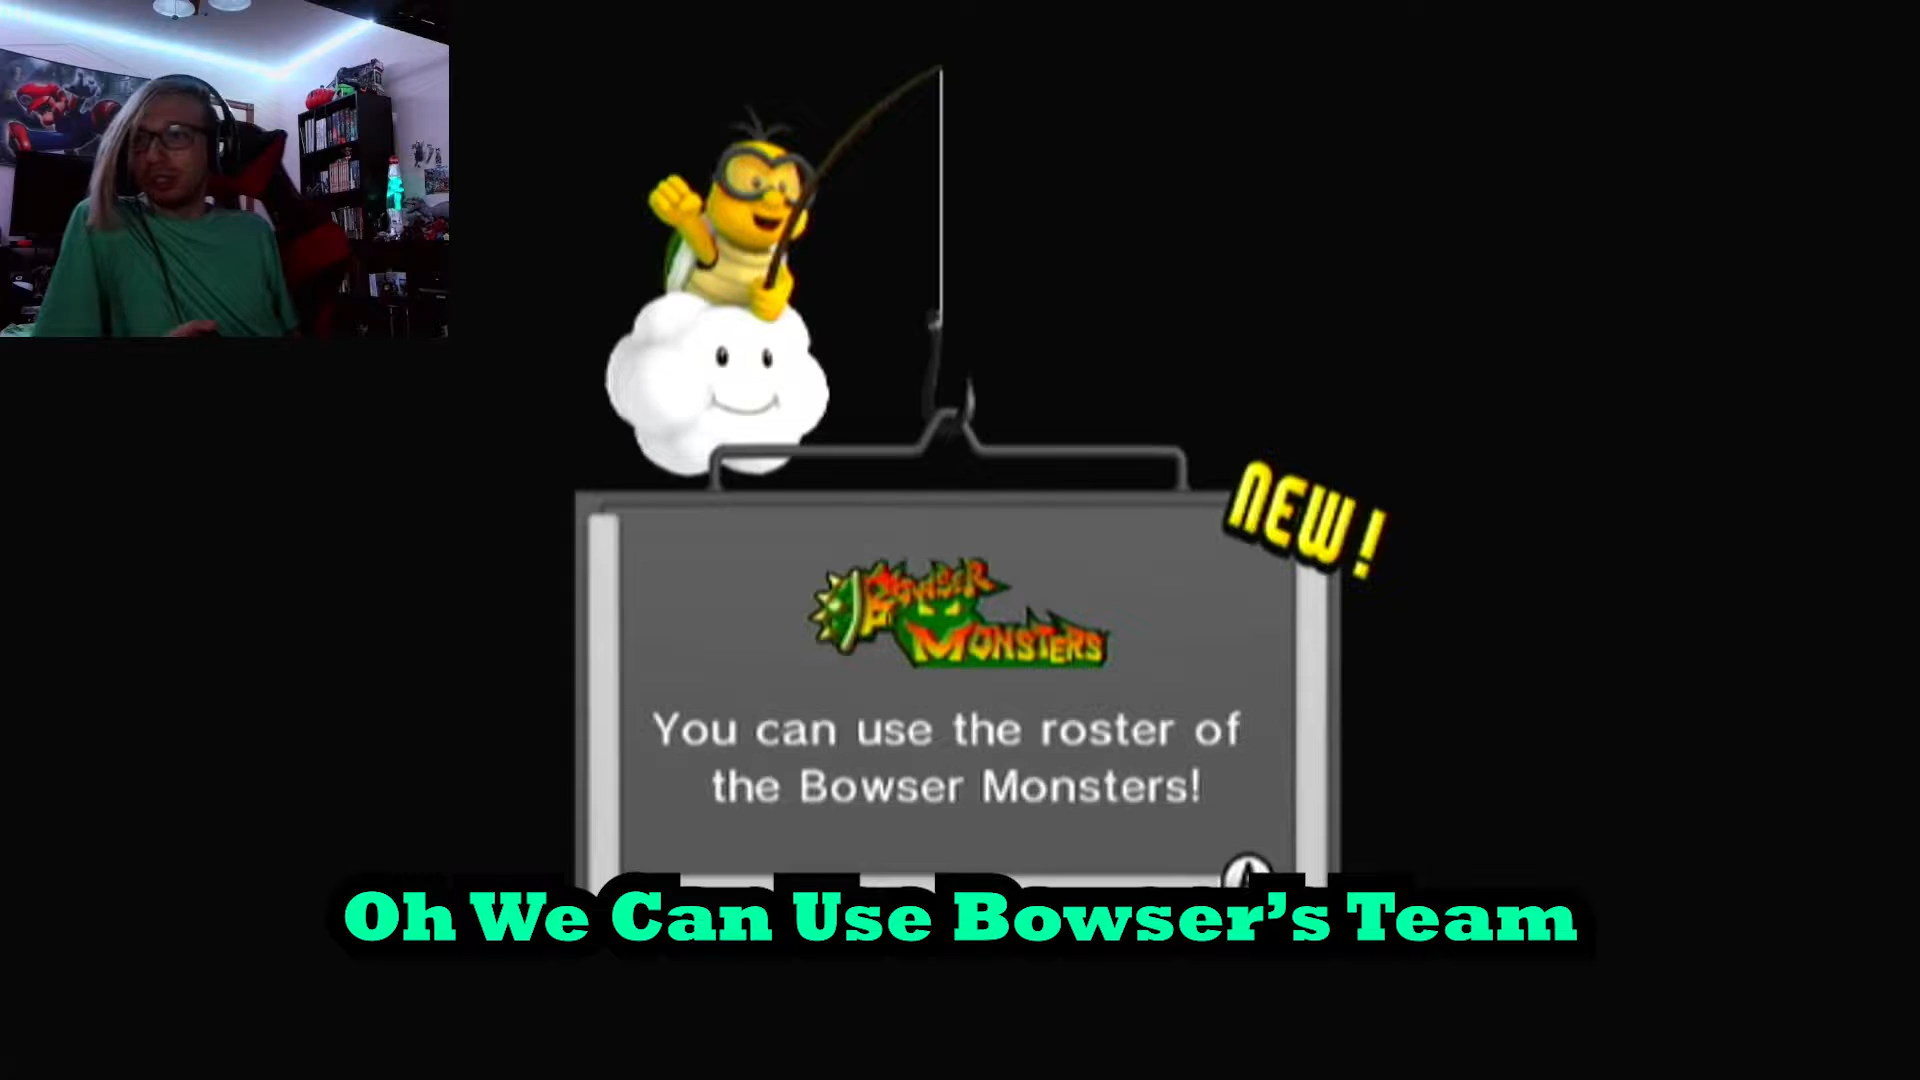 NEW!
BOWSER
MONSTERS
You can use the roster of
the Bowser Monsters!
Oh We Can Use Bowser’s Team